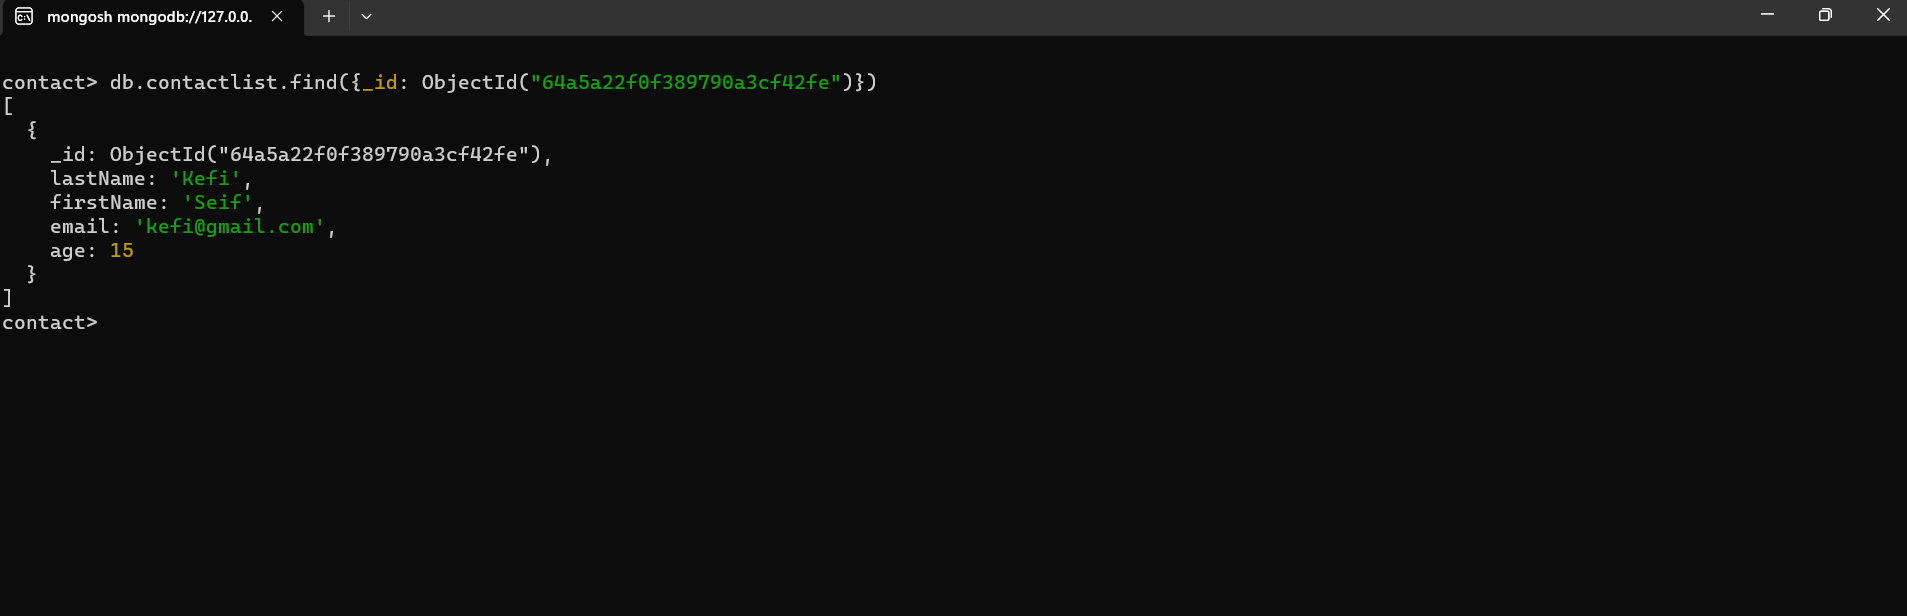 mongosh mongodb://127.0.0.
contact> db.contactlist.find({_id: ObjectId("64a5a22f0f389790a3cf42fe")})
[
  {
    _id: ObjectId("64a5a22f0f389790a3cf42fe"),
    lastName: 'Kefi',
    firstName: 'Seif',
    email: 'kefi@gmail.com',
    age: 15
  }
]
contact>